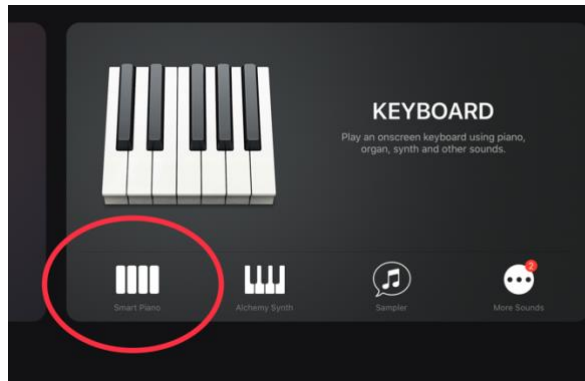 KEYBOARD
Play an onscreen keyboard using piano,
organ, synth and other sounds.
Smart Piano
Alchemy Synth
Sampler
2
More Sounds